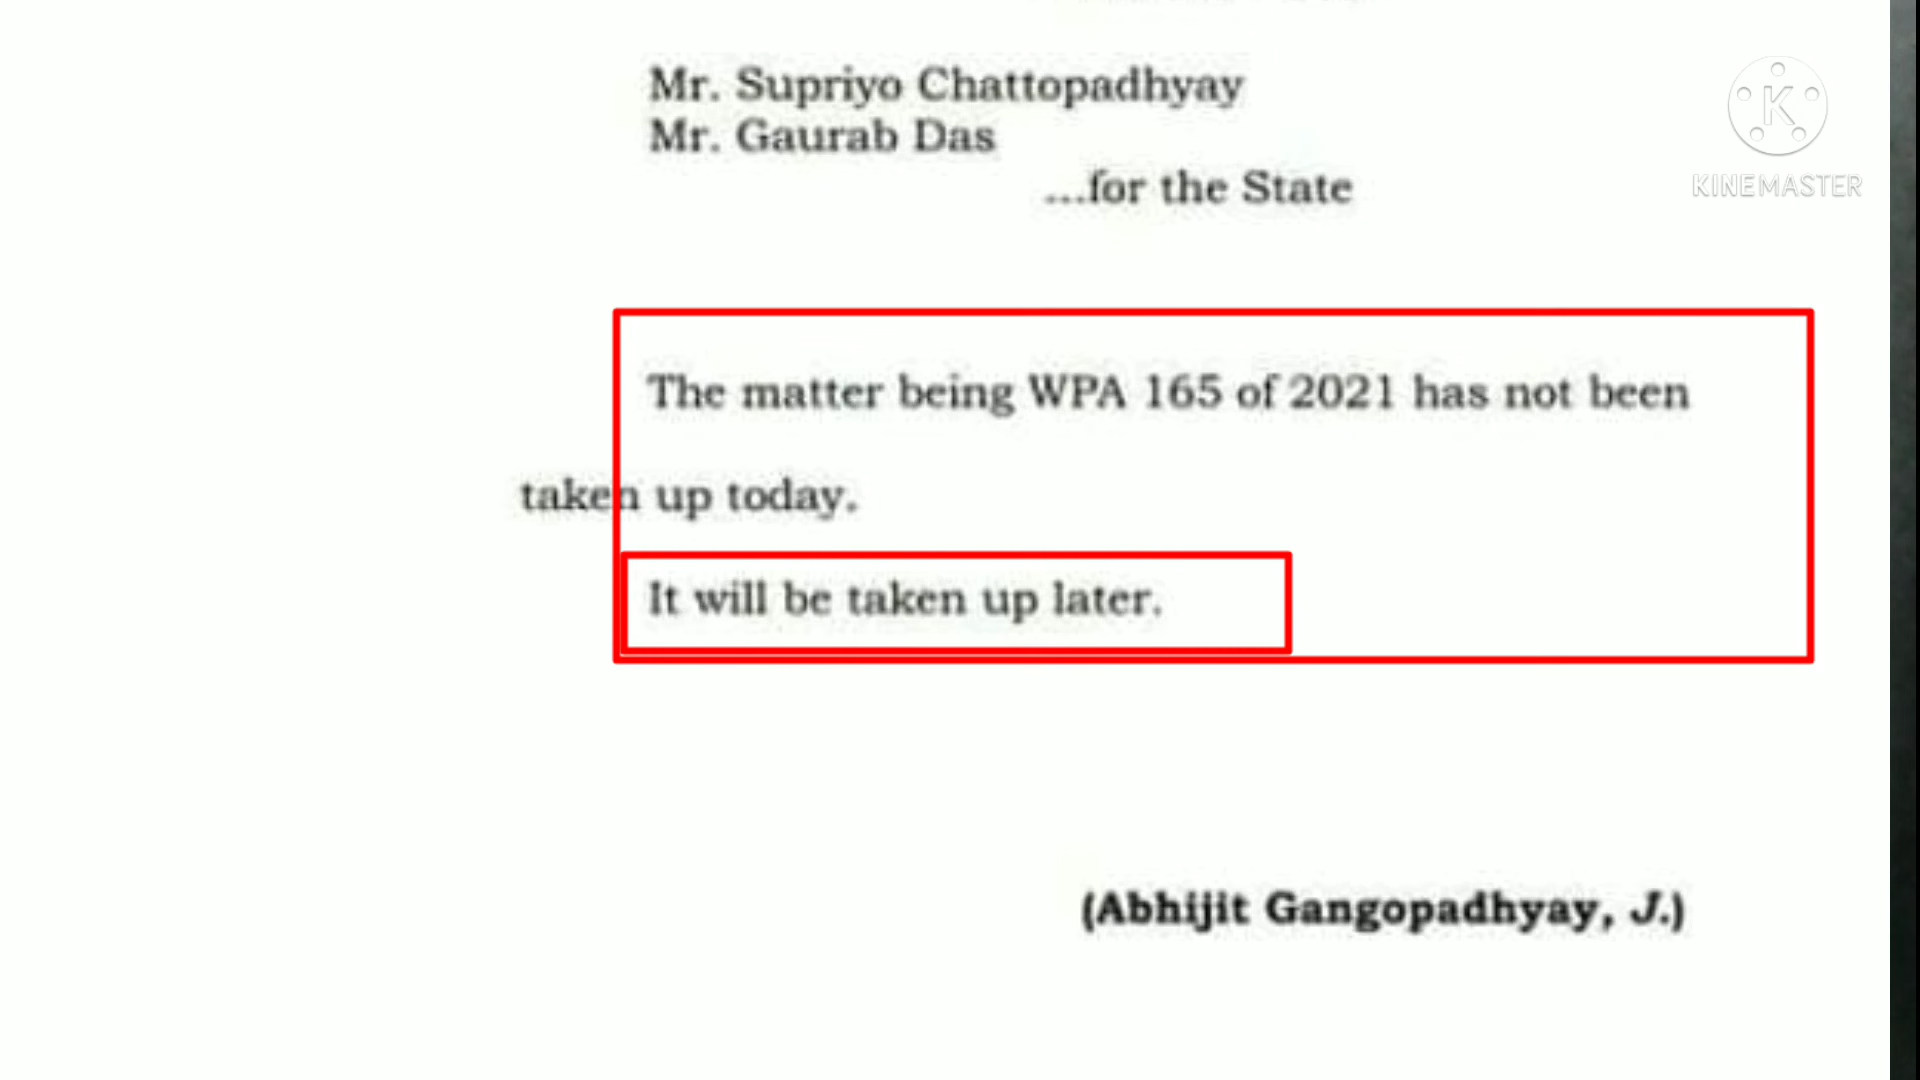 Mr. Supriyo Chattopadhyay
Mr. Gaurab Das
...for the State
K
KINEMASTER
The matter being WPA 165 of 2021 has not been
taken up today.
It will be taken up later.
(Abhijit Gangopadhyay, J.)